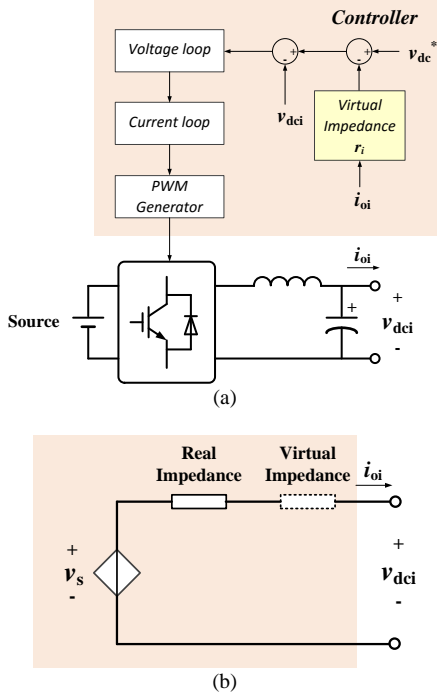 Controller
Voltage loop
+
-
+
-
v_dc*
v_dci
Virtual
Impedance
r_i
Current loop
i_oi
PWM
Generator
i_oi
Source
+
+
v_dci
-
(a)
Real
Impedance
Virtual
Impedance
i_oi
+
v_s
-
+
v_dci
-
(b)